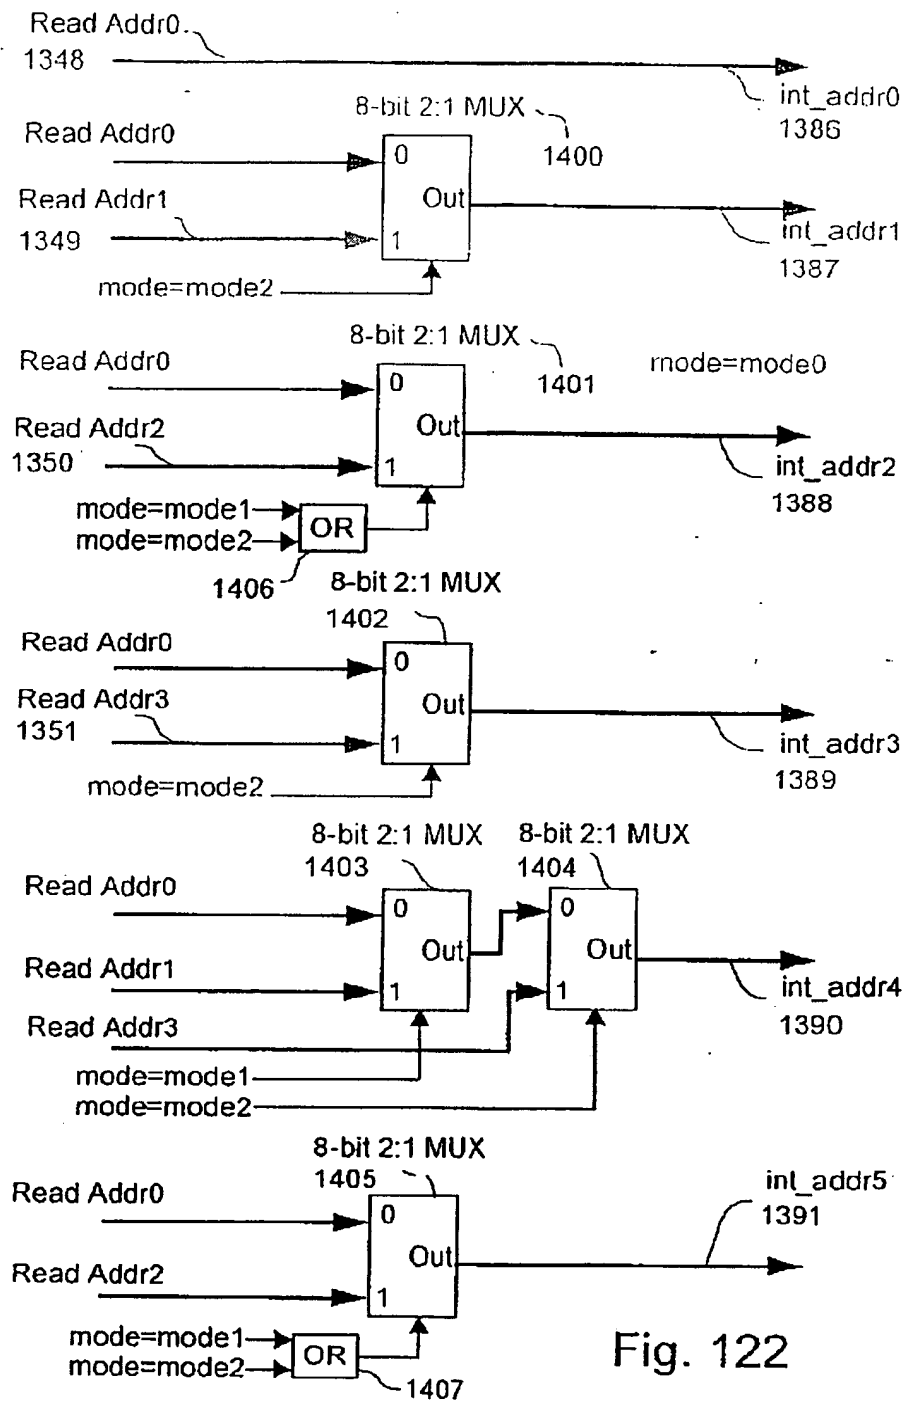 Read Addr0
1348
int_addr0
1386
8-bit 2:1 MUX
1400
Read Addr0
0
Out
Read Addr1
1349
1
int_addr1
1387
mode=mode2
8-bit 2:1 MUX
1401
mode=mode0
Read Addr0
0
Out
Read Addr2
1350
1
int_addr2
1388
mode=mode1
mode=mode2
OR
1406
8-bit 2:1 MUX
1402
Read Addr0
0
Out
Read Addr3
1351
1
int_addr3
1389
mode=mode2
8-bit 2:1 MUX
1403
8-bit 2:1 MUX
1404
Read Addr0
0
0
Out
Out
Read Addr1
1
1
int_addr4
1390
Read Addr3
mode=mode1
mode=mode2
8-bit 2:1 MUX
1405
int_addr5
1391
Read Addr0
0
Out
Read Addr2
1
mode=mode1
mode=mode2
OR
1407
Fig. 122